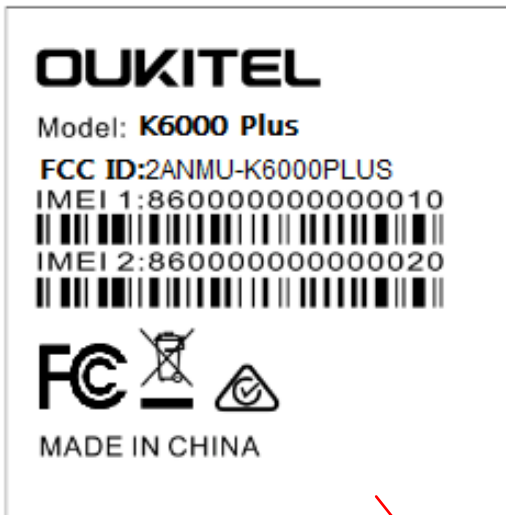 OUKITEL
Model: K6000 Plus
FCC ID:2ANMU-K6000PLUS
IMEI 1:860000000000010
IMEI 2:860000000000020
FC
MADE IN CHINA